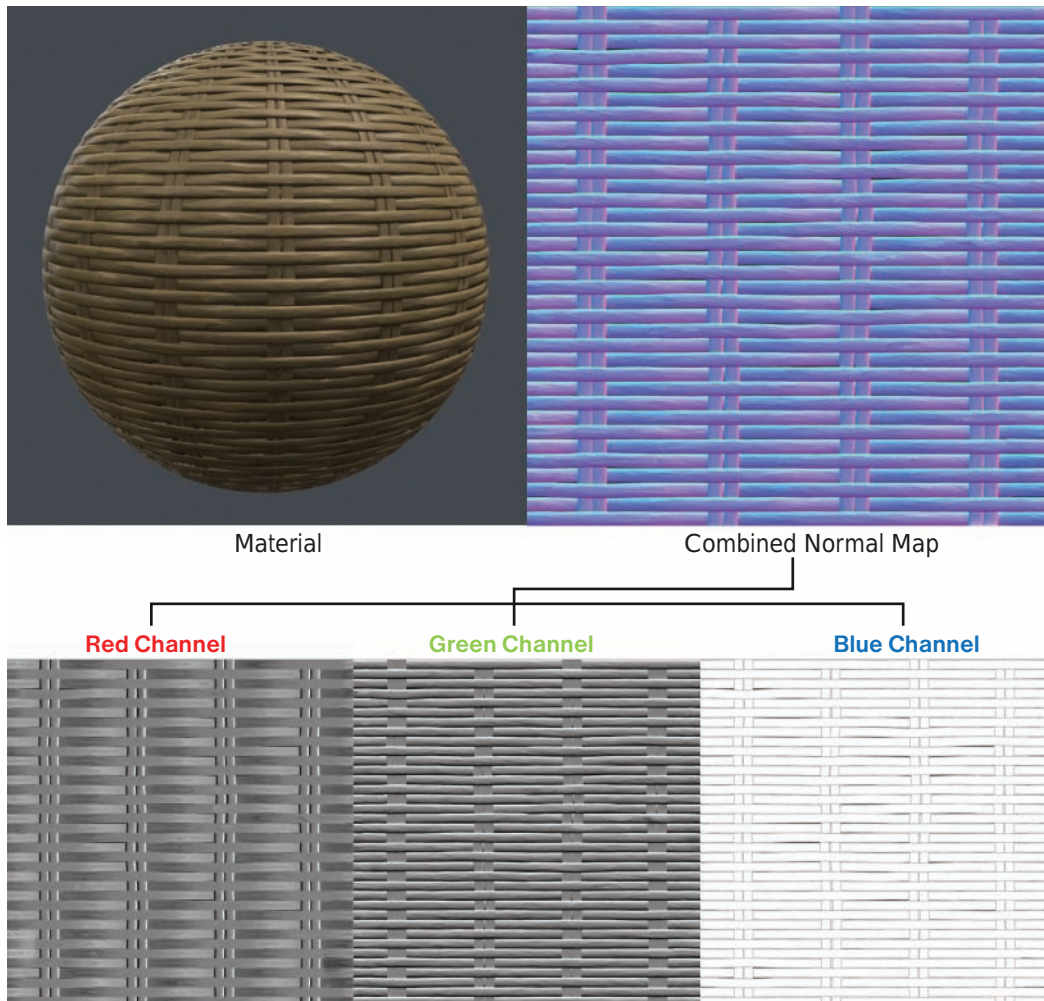 Material
Combined Normal Map
Red Channel
Green Channel
Blue Channel